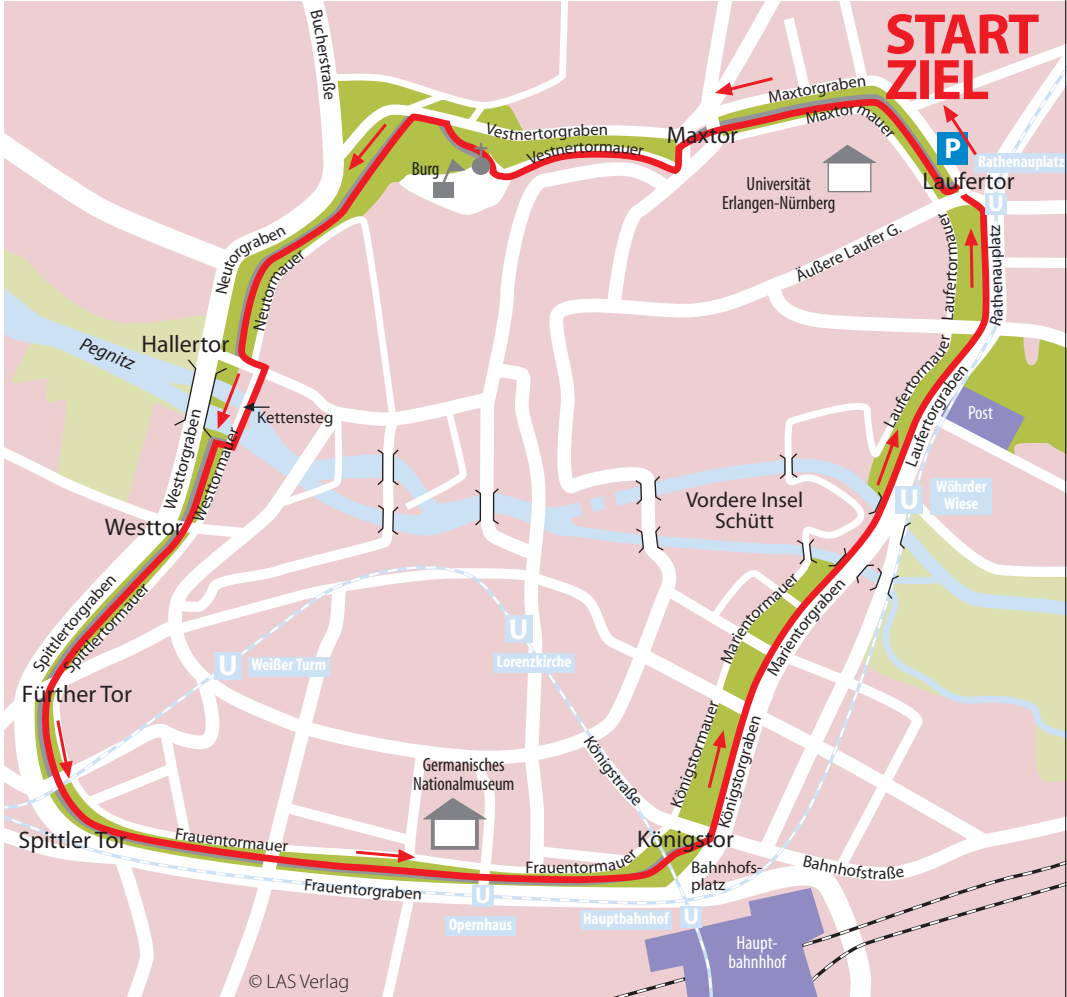 START
ZIEL
Bucherstraße
Maxtorgraben
Maxtormauer
Maxtor
Vestnertorgraben
Vestnertormauer
Burg
P
Rathenauplatz
Laufertor
U
Universität
Erlangen-Nürnberg
Äußere Laufer G.
Laufertormauer
Rathenauplatz
Neutorgraben
Neutormauer
Hallertor
Pegnitz
Kettensteg
Westtorgraben
Westtormauer
Westtor
Laufertormauer
Laufertorgraben
Post
U
Wöhrder
Wiese
Vordere Insel
Schütt
Spittlertorgraben
Spittlertormauer
Marientormauer
Marientorgraben
U
Lorenzkirche
U
Weißer Turm
Fürther Tor
Königstormauer
Königstorgraben
Königstraße
Germanisches
Nationalmuseum
Spittler Tor
Frauentormauer
Frauentorgraben
Frauentormauer
Königstor
Bahnhofs-
platz
Bahnhofstraße
U
Opernhaus
Hauptbahnhof
U
Haupt-
bahnhhof
© LAS Verlag